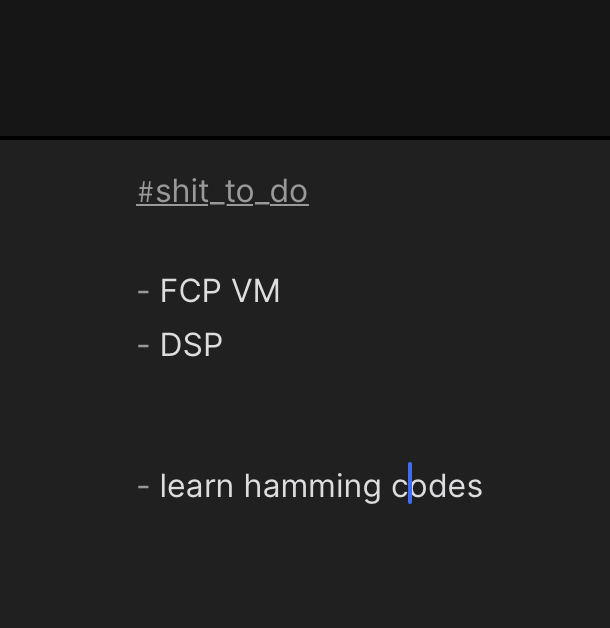 #shit_to_do
- FCP VM
- DSP
- learn hamming codes